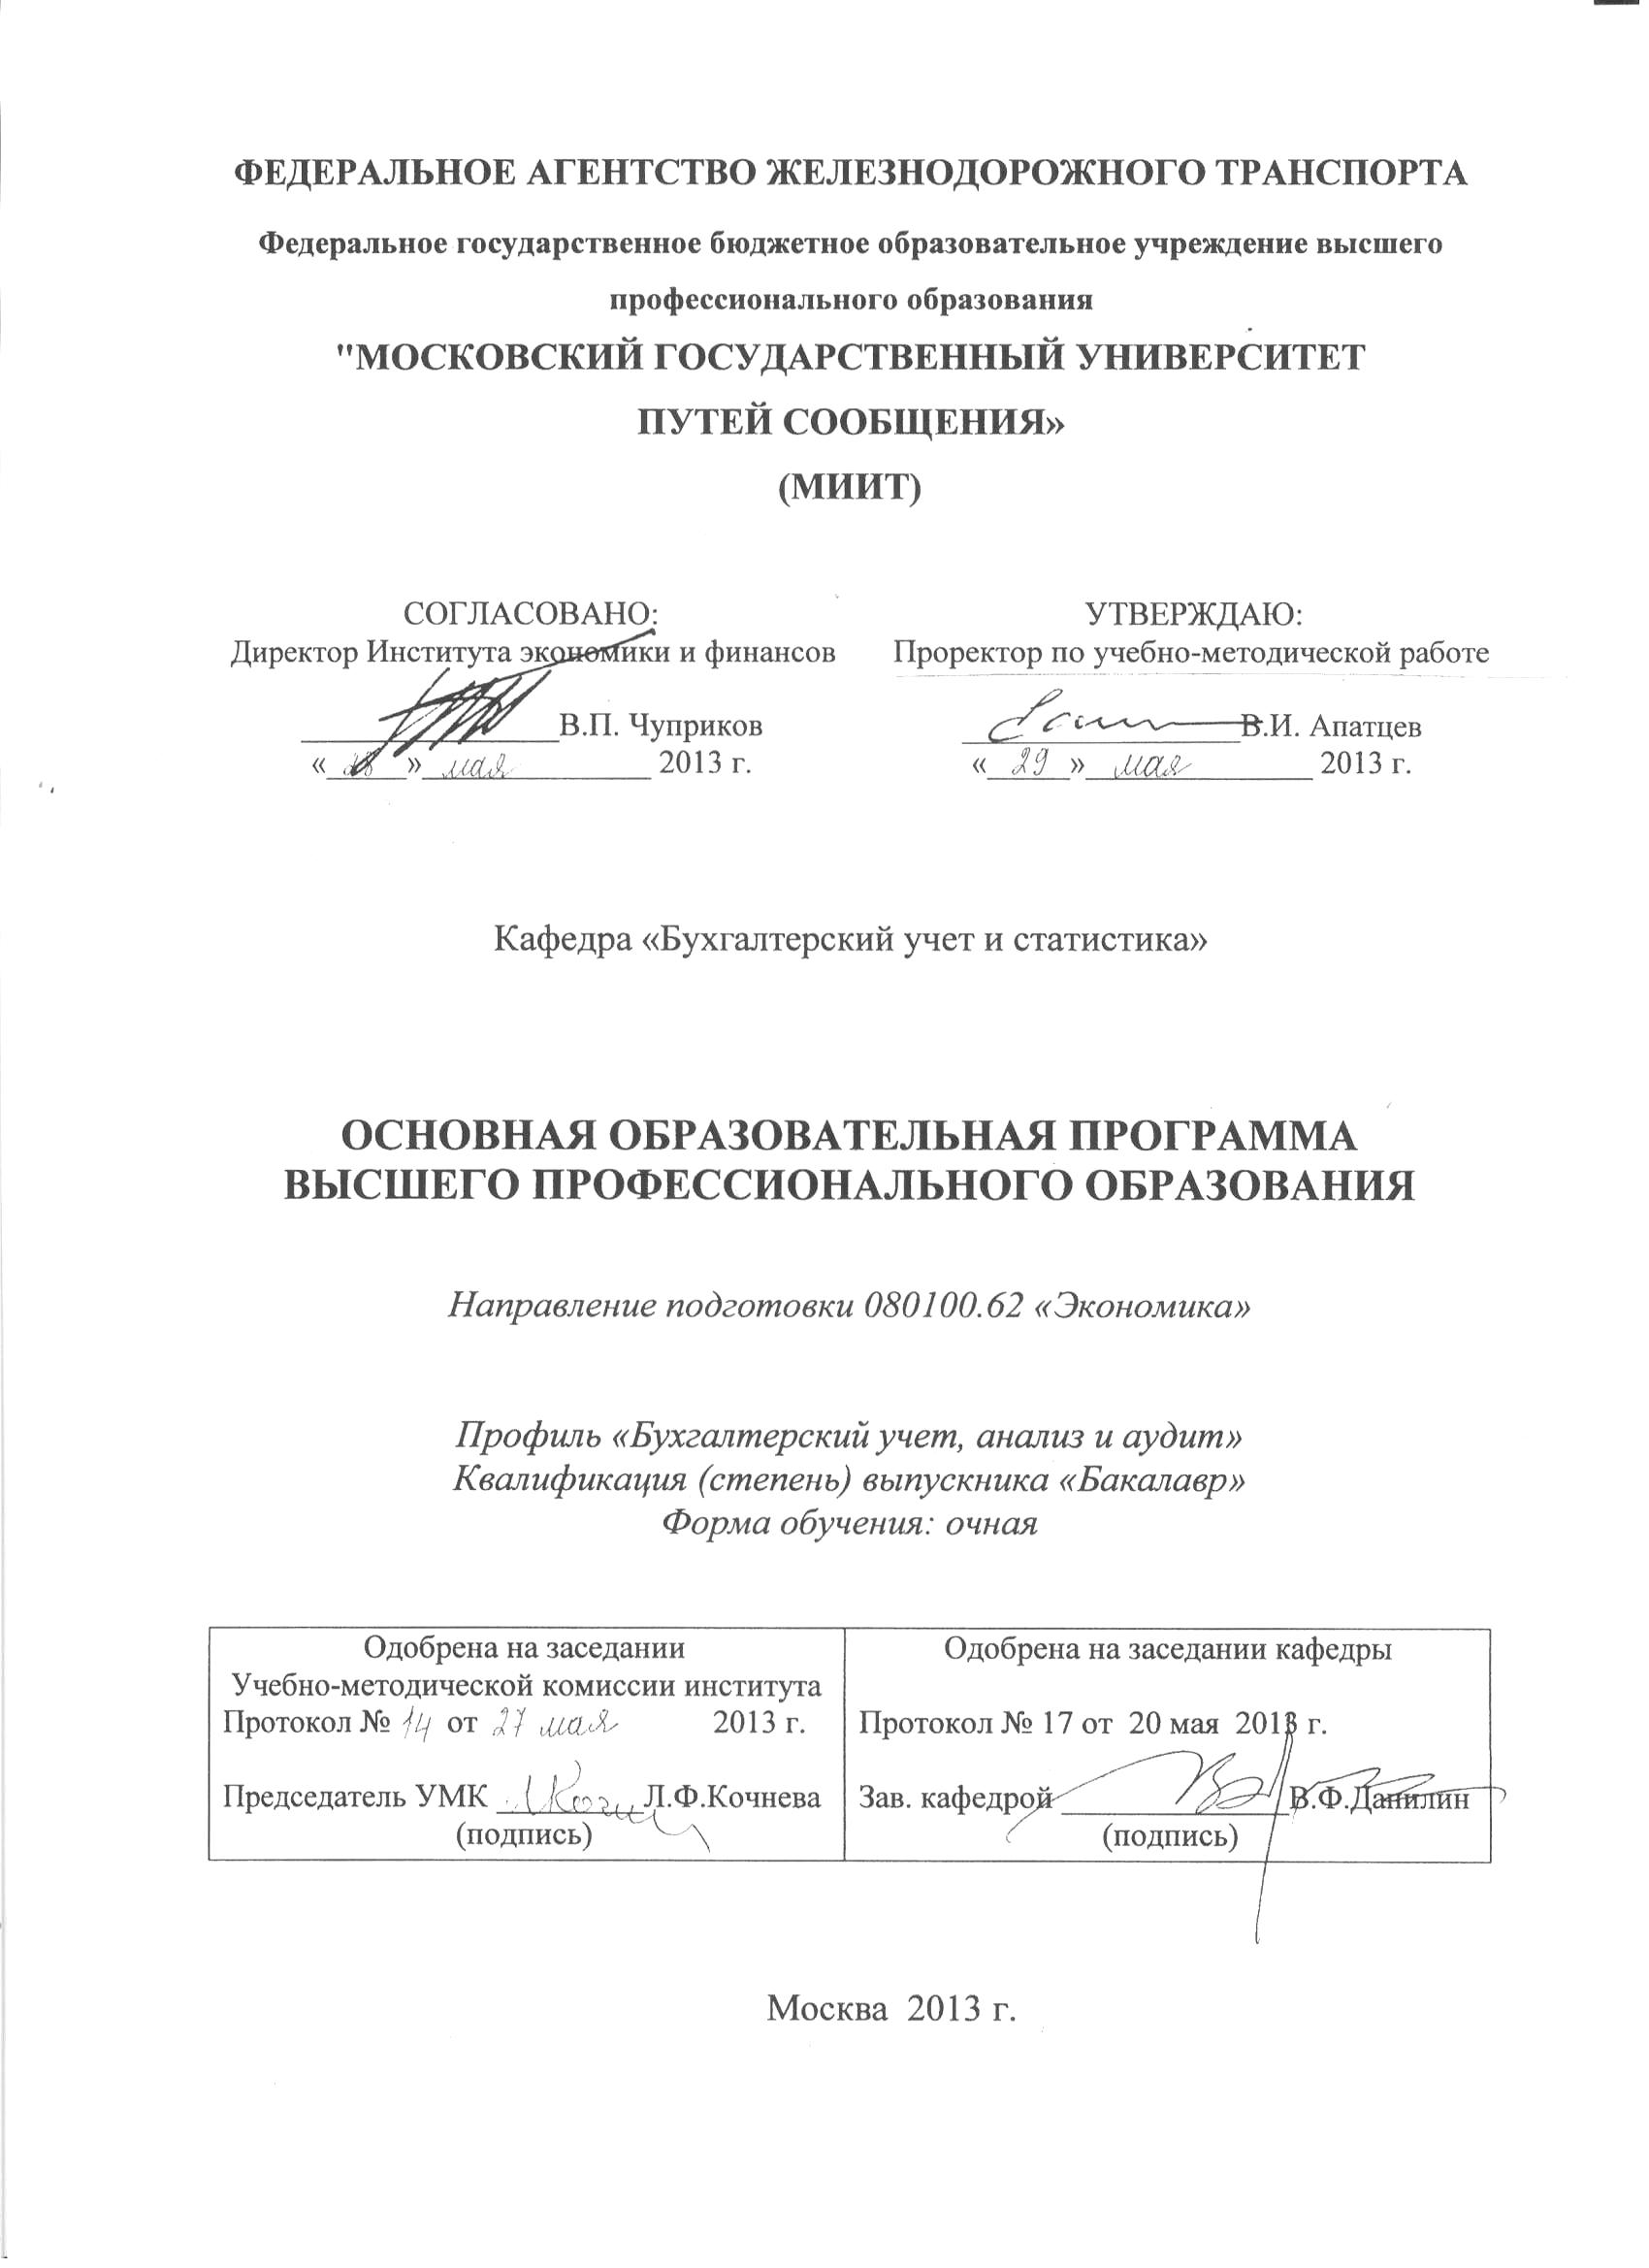 ФЕДЕРАЛЬНОЕ АГЕНТСТВО ЖЕЛЕЗНОДОРОЖНОГО ТРАНСПОРТА
Федеральное государственное бюджетное образовательное учреждение высшего
профессионального образования
"МОСКОВСКИЙ ГОСУДАРСТВЕННЫЙ УНИВЕРСИТЕТ
ПУТЕЙ СООБЩЕНИЯ»
(МИИТ)
СОГЛАСОВАНО:
Директор Института экономики и финансов
В.П. Чуприков
«28» мая 2013 г.
УТВЕРЖДАЮ:
Проректор по учебно-методической работе
В.И. Апатцев
«29» мая 2013 г.
Кафедра «Бухгалтерский учет и статистика»
ОСНОВНАЯ ОБРАЗОВАТЕЛЬНАЯ ПРОГРАММА
ВЫСШЕГО ПРОФЕССИОНАЛЬНОГО ОБРАЗОВАНИЯ
Направление подготовки 080100.62 «Экономика»
Профиль «Бухгалтерский учет, анализ и аудит»
Квалификация (степень) выпускника «Бакалавр»
Форма обучения: очная
Одобрена на заседании
Учебно-методической комиссии института
Протокол № 14 от 27 мая 2013 г.
Председатель УМК Л.Ф.Кочнева
(подпись)
Одобрена на заседании кафедры
Протокол № 17 от 20 мая 2013 г.
Зав. кафедрой В.Ф.Данилин
(подпись)
Москва 2013 г.